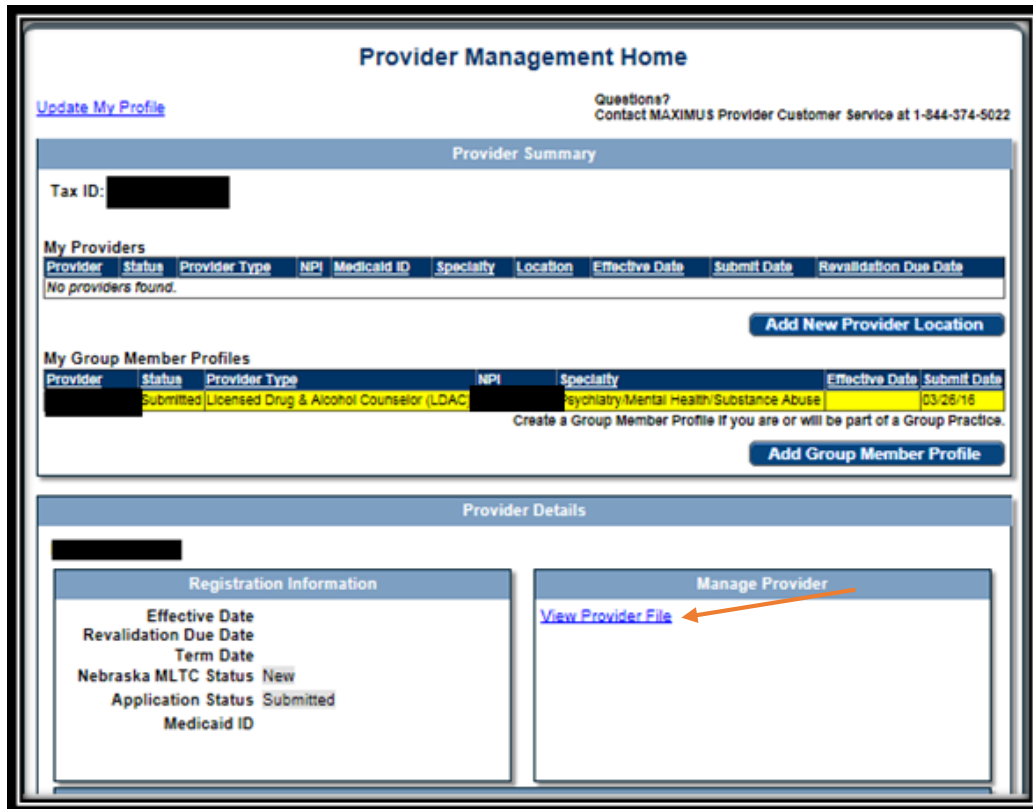 Provider Management Home
Update My Profile
Questions?
Contact MAXIMUS Provider Customer Service at 1-844-374-5022
Provider Summary
Tax ID:
My Providers
Provider Status Provider Type NPI Medicaid ID Specialty Location Effective Date Submit Date Revalidation Due Date
No providers found.
Add New Provider Location
My Group Member Profiles
Provider Status Provider Type NPI Specialty Effective Date Submit Date
Submitted Licensed Drug & Alcohol Counselor (LDAC) Psychiatry/Mental Health/Substance Abuse 03/26/16
Create a Group Member Profile if you are or will be part of a Group Practice.
Add Group Member Profile
Provider Details
Registration Information
Effective Date
Revalidation Due Date
Term Date
Nebraska MLTC Status New
Application Status Submitted
Medicaid ID
Manage Provider
View Provider File